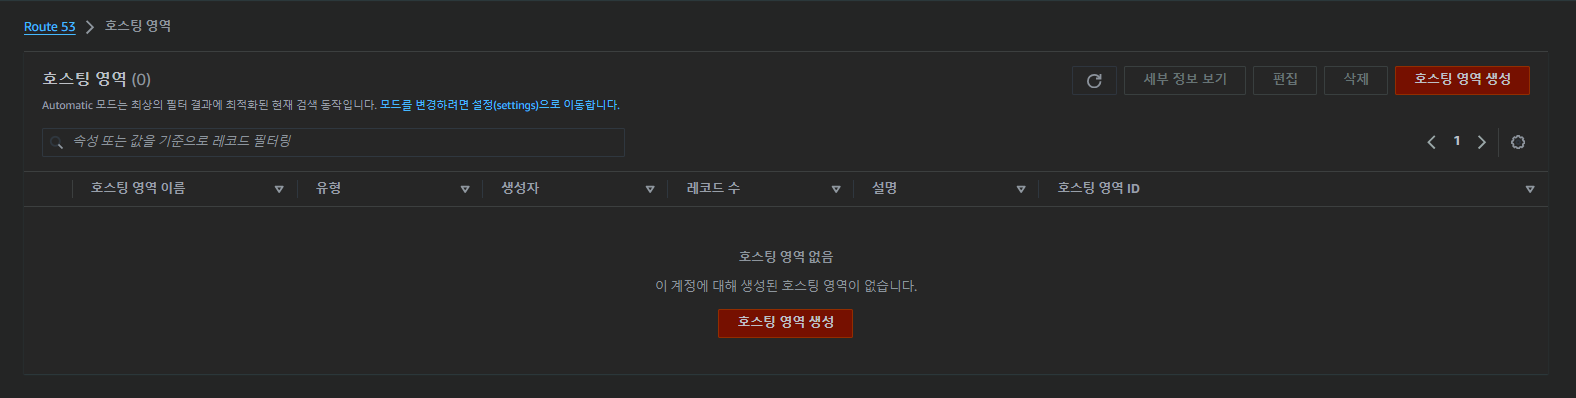 Route 53 > 호스팅 영역
호스팅 영역 (0)
세부 정보 보기 편집 삭제 호스팅 영역 생성
Automatic 모드는 최상의 필터 결과에 최적화된 현재 검색 동작입니다. 모드를 변경하려면 설정(settings)으로 이동합니다.
속성 또는 값을 기준으로 레코드 필터링
1
호스팅 영역 이름 유형 생성자 레코드 수 설명 호스팅 영역 ID
호스팅 영역 없음
이 계정에 대해 생성된 호스팅 영역이 없습니다.
호스팅 영역 생성